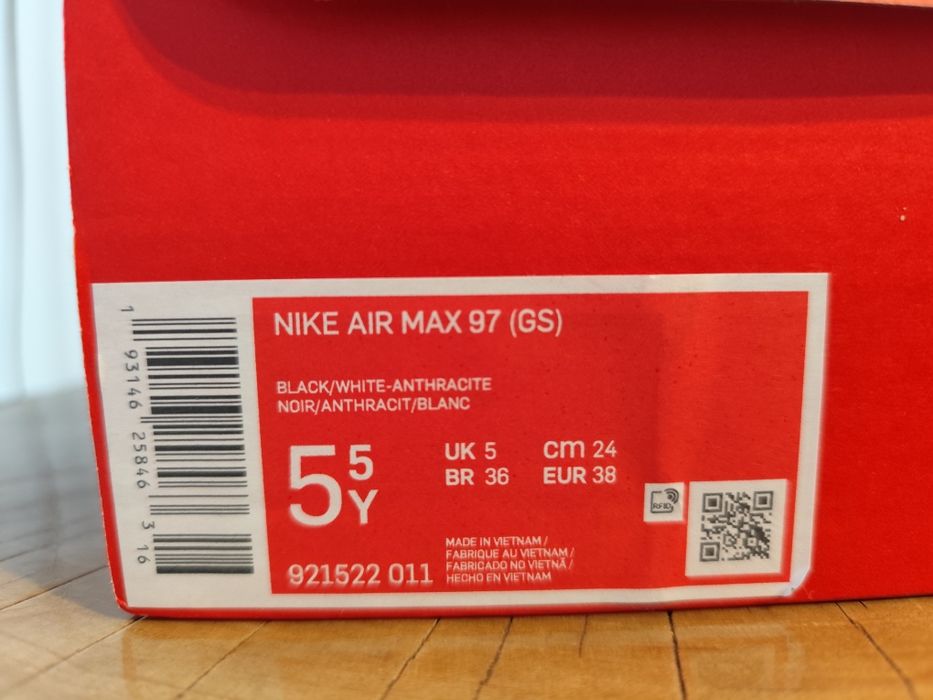 NIKE AIR MAX 97 (GS)
BLACK/WHITE-ANTHRACITE
NOIR/ANTHRACIT/BLANC
5 5 Y
UK 5 cm 24
BR 36 EUR 38
921522 011
MADE IN VIETNAM /
FABRIQUE AU VIETNAM /
FABRICADO NO VIETNÃ /
HECHO EN VIETNAM
RFID
1 93146 25846 3 16